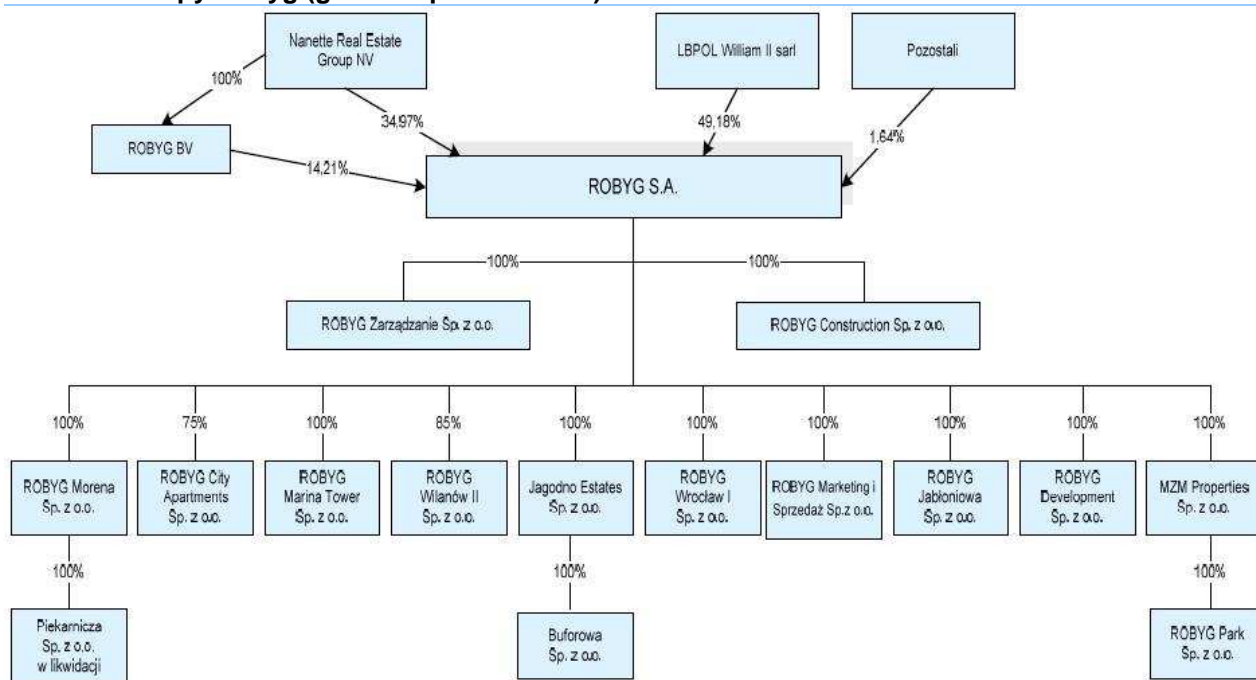 Nanette Real Estate
Group NV
LBPOL William II sarl
Pozostali
100%
34,97%
49,18%
1,64%
ROBYG BV
14,21%
ROBYG S.A.
100%
100%
ROBYG Zarządzanie Sp. z o.o.
ROBYG Construction Sp. z o.o.
100%
75%
100%
85%
100%
100%
100%
100%
100%
100%
ROBYG Morena
Sp. z o.o.
ROBYG City
Apartments
Sp. z o.o.
ROBYG
Marina Tower
Sp. z o.o.
ROBYG
Wilanów II
Sp. z o.o.
Jagodno Estates
Sp. z o.o.
ROBYG
Wrocław I
Sp. z o.o.
ROBYG Marketing i
Sprzedaż Sp.z o.o.
ROBYG
Jabłoniowa
Sp. z o.o.
ROBYG
Development
Sp. z o.o.
MZM Properties
Sp. z o.o.
100%
100%
100%
Piekarnicza
Sp. z o.o.
w likwidacji
Buforowa
Sp. z o.o.
ROBYG Park
Sp. z o.o.